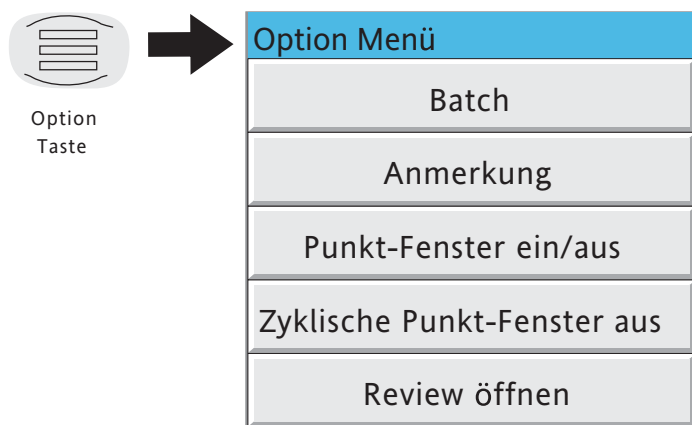 Option Menü
Batch
Option
Taste
Anmerkung
Punkt-Fenster ein/aus
Zyklische Punkt-Fenster aus
Review öffnen